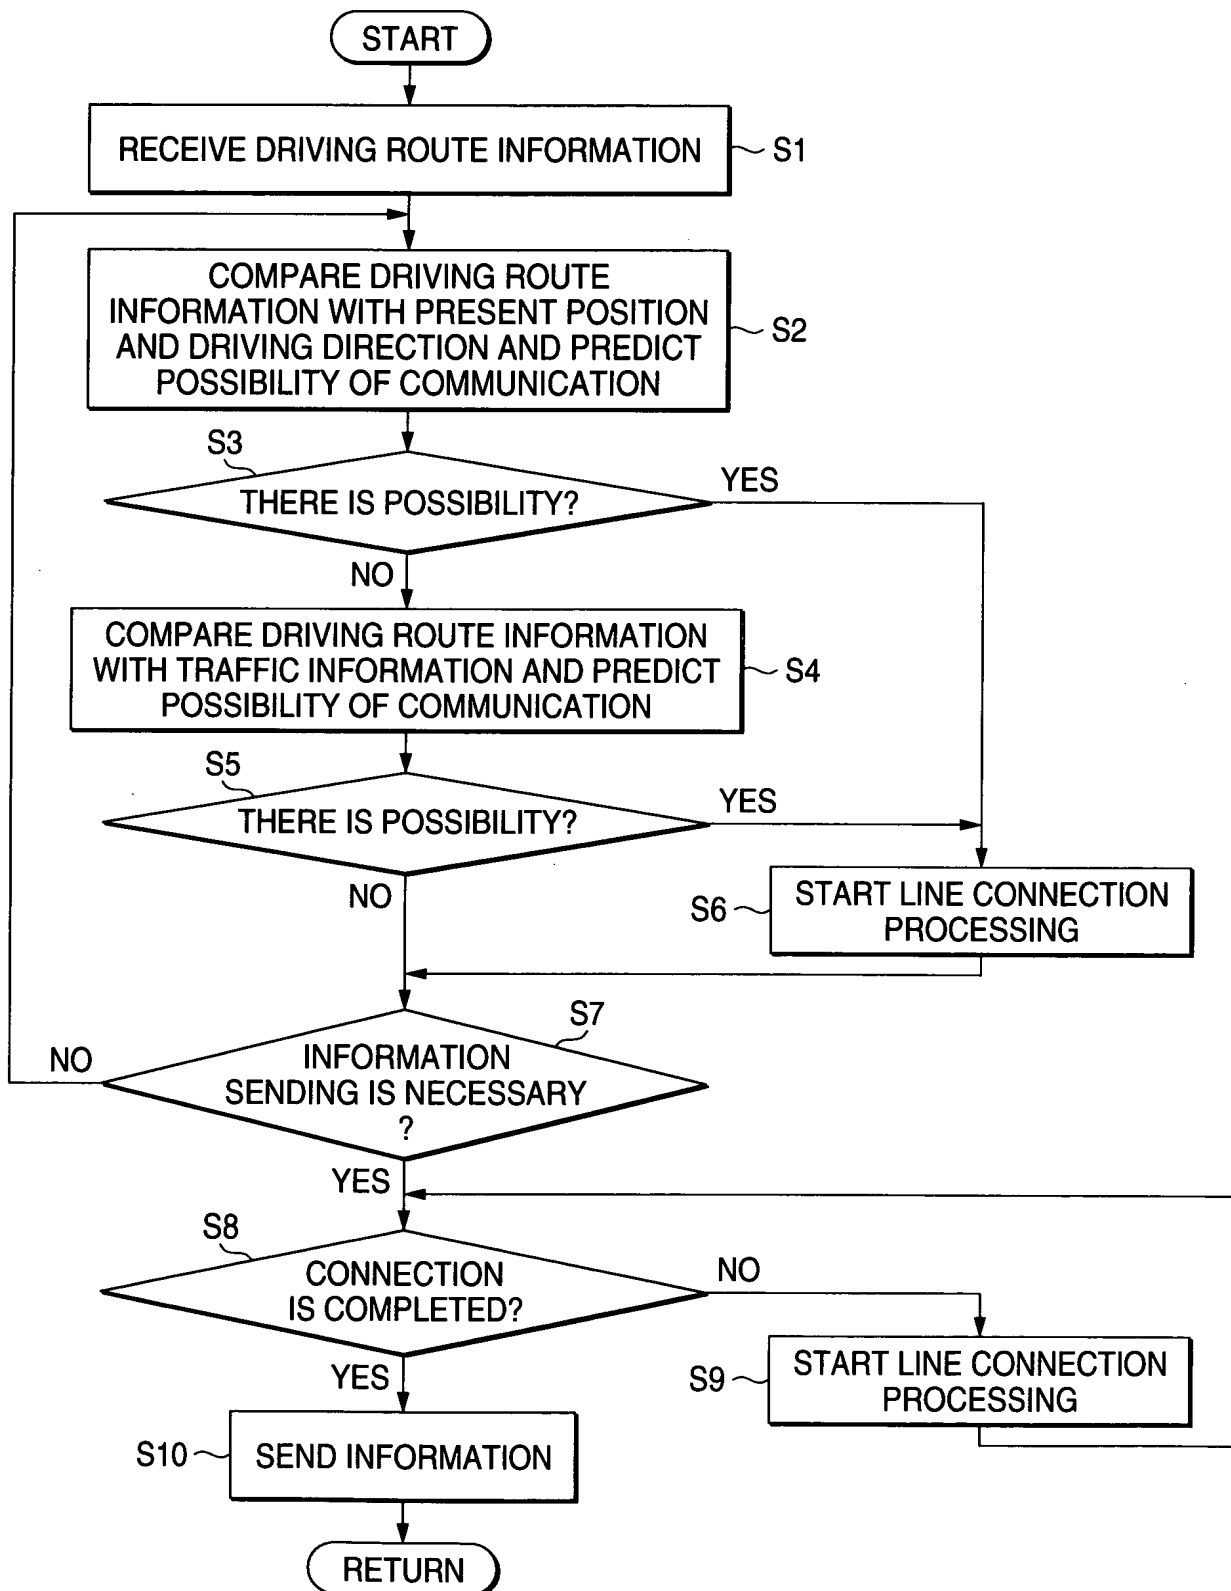 START
RECEIVE DRIVING ROUTE INFORMATION
S1
COMPARE DRIVING ROUTE
INFORMATION WITH PRESENT POSITION
AND DRIVING DIRECTION AND PREDICT
POSSIBILITY OF COMMUNICATION
S2
S3
THERE IS POSSIBILITY?
YES
NO
COMPARE DRIVING ROUTE INFORMATION
WITH TRAFFIC INFORMATION AND PREDICT
POSSIBILITY OF COMMUNICATION
S4
S5
THERE IS POSSIBILITY?
YES
NO
S6
START LINE CONNECTION
PROCESSING
S7
INFORMATION
SENDING IS NECESSARY
?
NO
YES
S8
CONNECTION
IS COMPLETED?
NO
YES
S9
START LINE CONNECTION
PROCESSING
S10
SEND INFORMATION
RETURN